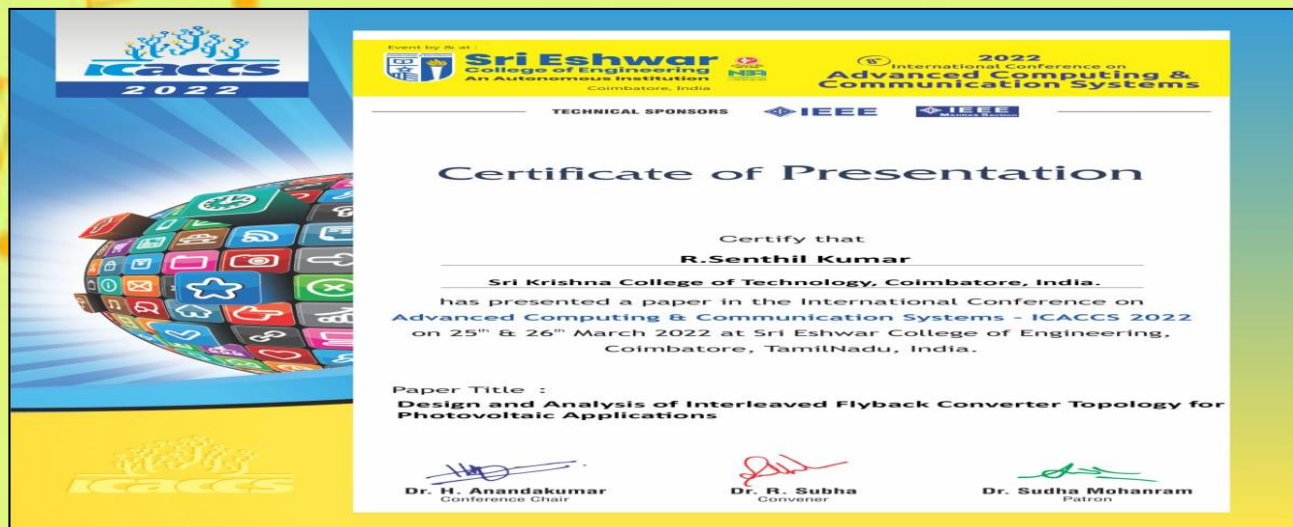 icaccs
2022
Event by & at :
Sri Eshwar
College of Engineering
An Autonomous Institution
Coimbatore, India
NBA
8th
2022
International Conference on
Advanced Computing &
Communication Systems
TECHNICAL SPONSORS IEEE IEEE
MADRAS SECTION
Certificate of Presentation
Certify that
R.Senthil Kumar
Sri Krishna College of Technology, Coimbatore, India.
has presented a paper in the International Conference on
Advanced Computing & Communication Systems - ICACCS 2022
on 25th & 26th March 2022 at Sri Eshwar College of Engineering,
Coimbatore, TamilNadu, India.
Paper Title :
Design and Analysis of Interleaved Flyback Converter Topology for
Photovoltaic Applications
Dr. H. Anandakumar
Conference Chair
Dr. R. Subha
Convener
Dr. Sudha Mohanram
Patron
icaccs